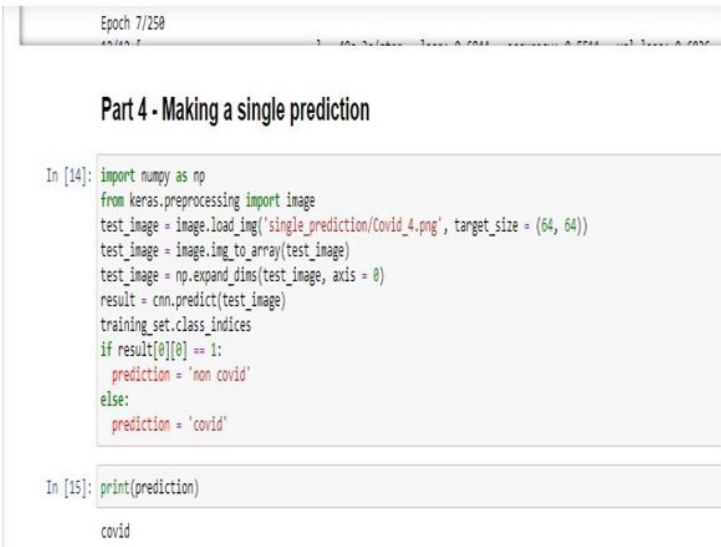 Epoch 7/250
Part 4 - Making a single prediction
In [14]: import numpy as np
from keras.preprocessing import image
test_image = image.load_img('single_prediction/Covid_4.png', target_size = (64, 64))
test_image = image.img_to_array(test_image)
test_image = np.expand_dims(test_image, axis = 0)
result = cnn.predict(test_image)
training_set.class_indices
if result[0][0] == 1:
prediction = 'non covid'
else:
prediction = 'covid'
In [15]: print(prediction)
covid